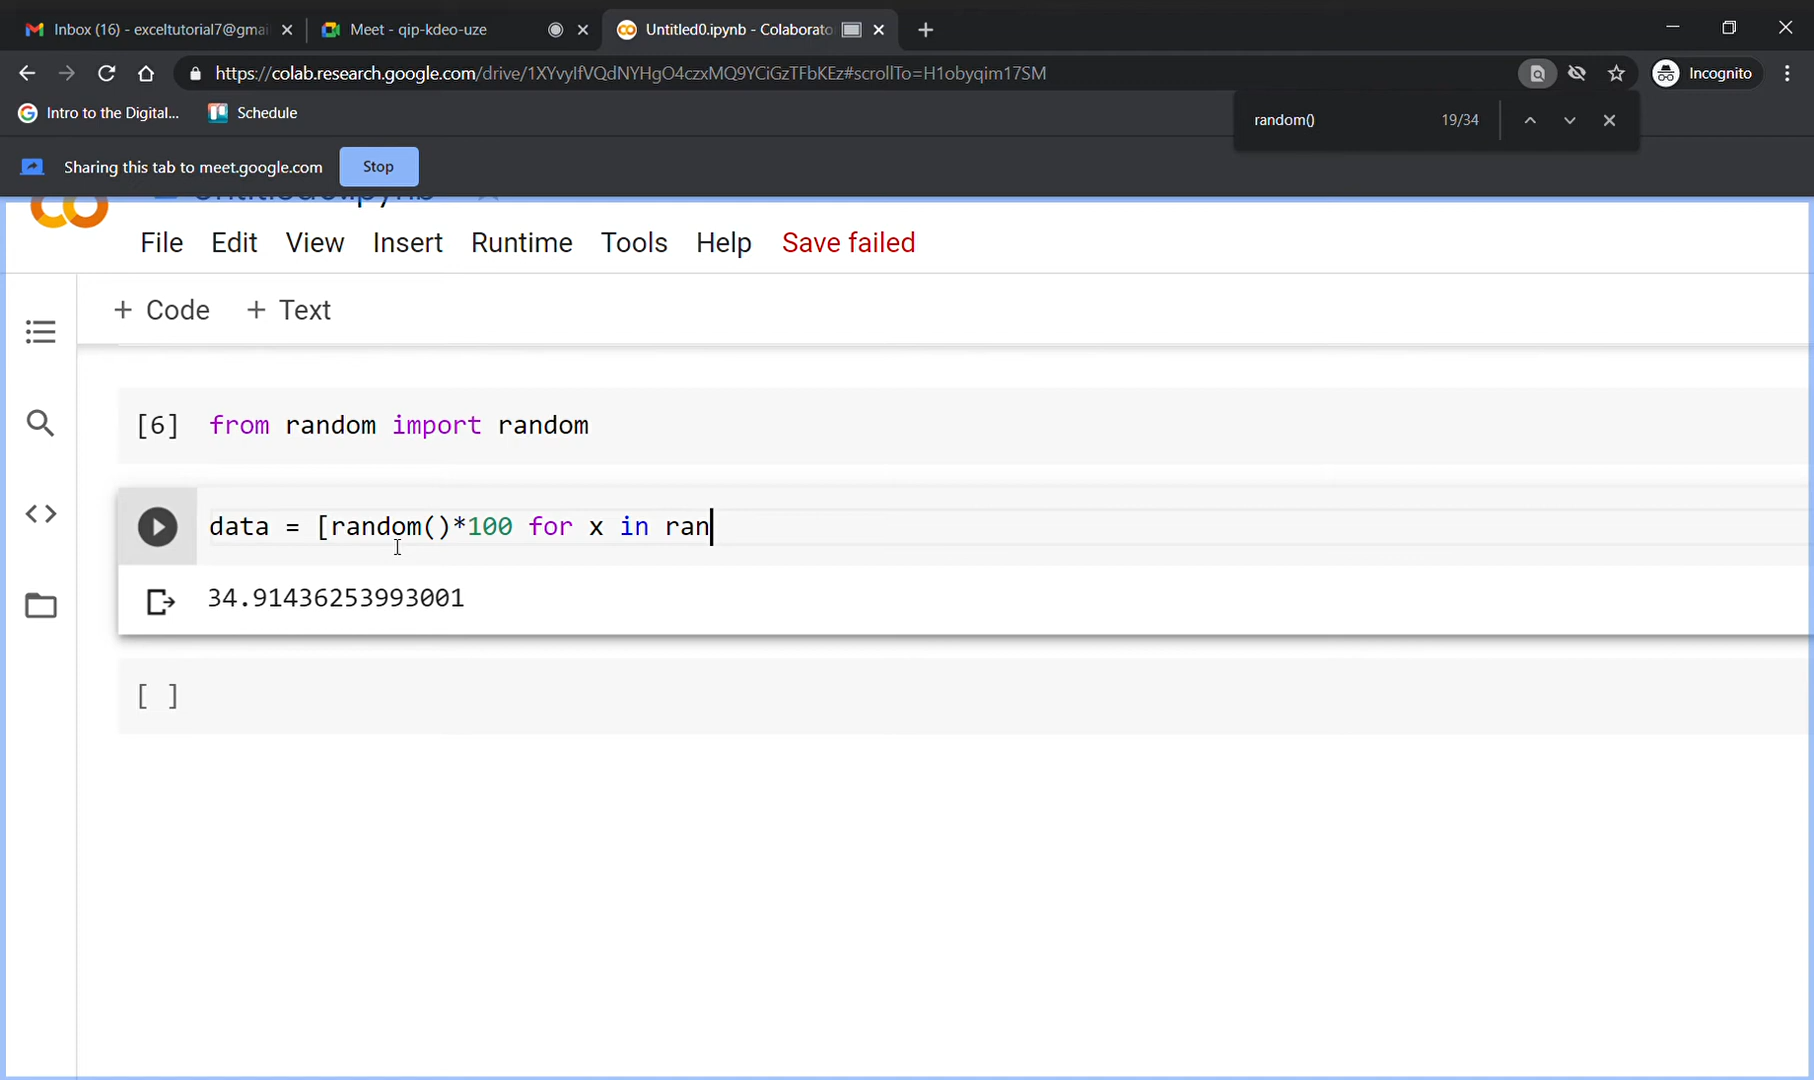 Inbox (16) - exceltutorial7@gmai
Meet - qip-kdeo-uze
Untitled0.ipynb - Colaborato
https://colab.research.google.com/drive/1XYvyIfVQdNYHgO4czxMQ9YCiGzTFbKEz#scrollTo=H1obyqim17SM
Incognito
Intro to the Digital...
Schedule
random()
19/34
Sharing this tab to meet.google.com
Stop
Untitled0.ipynb
File Edit View Insert Runtime Tools Help Save failed
+ Code + Text
[6] from random import random
data = [random()*100 for x in ran
34.91436253993001
[ ]